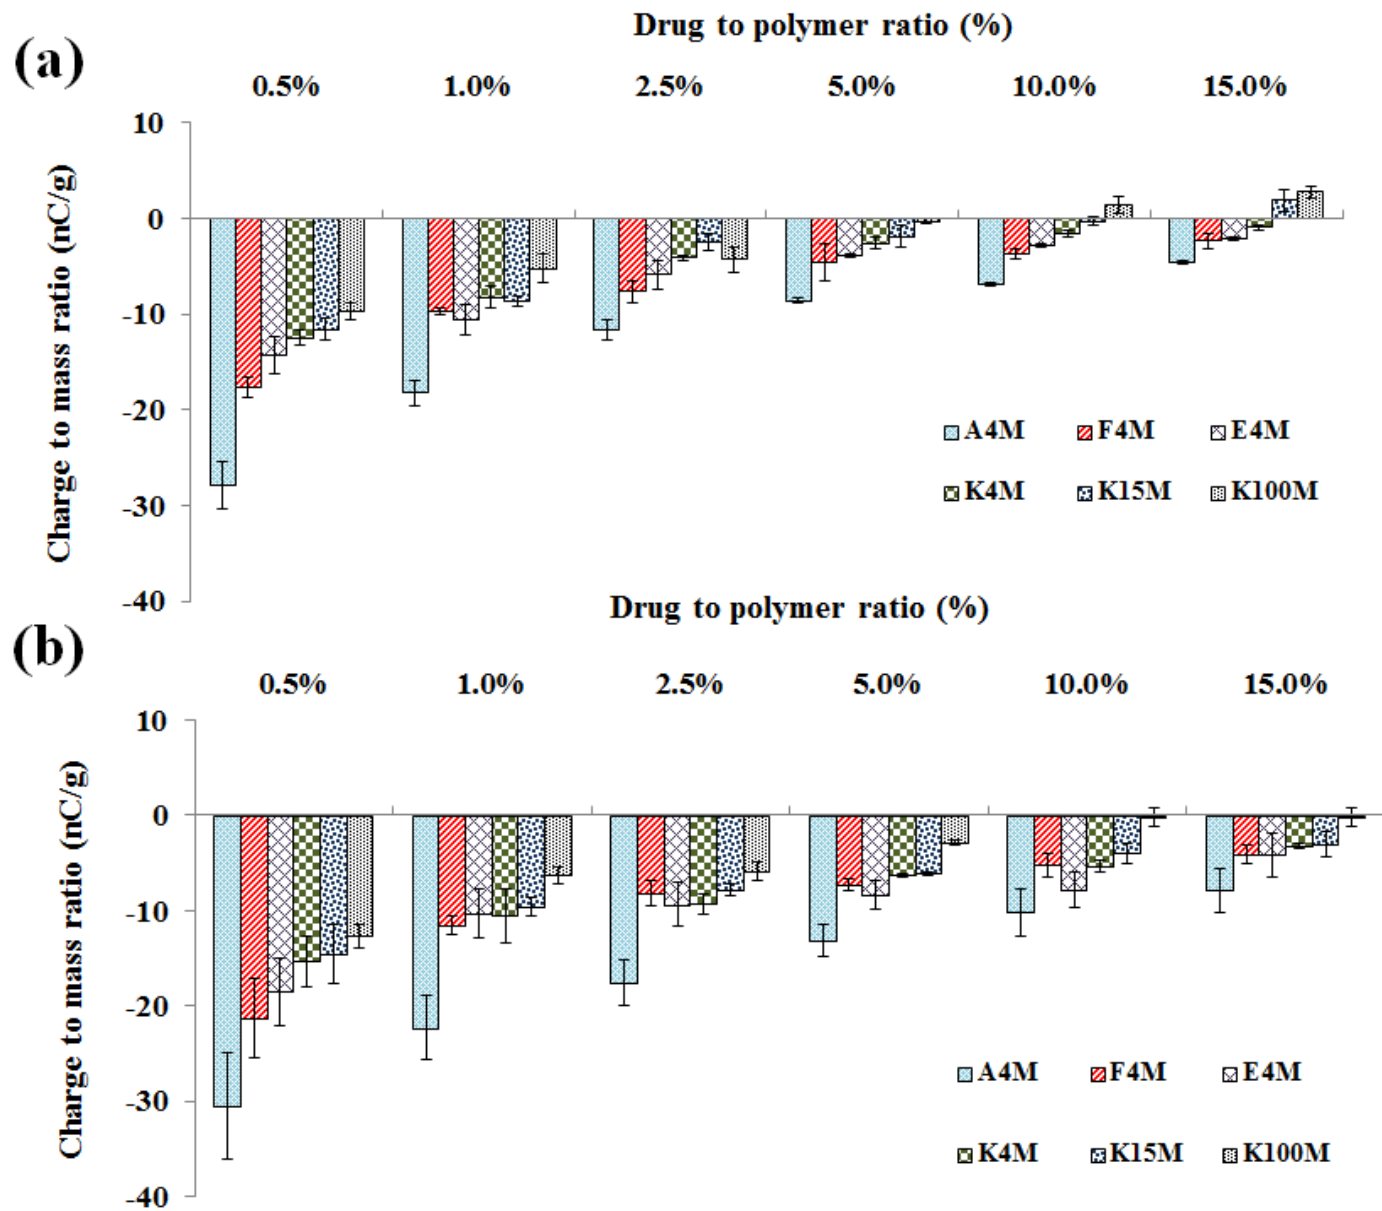 Drug to polymer ratio (%)
(a)
0.5% 1.0% 2.5% 5.0% 10.0% 15.0%
Charge to mass ratio (nC/g)
10
0
-10
-20
-30
-40
A4M F4M E4M
K4M K15M K100M
Drug to polymer ratio (%)
(b)
0.5% 1.0% 2.5% 5.0% 10.0% 15.0%
Charge to mass ratio (nC/g)
10
0
-10
-20
-30
-40
A4M F4M E4M
K4M K15M K100M